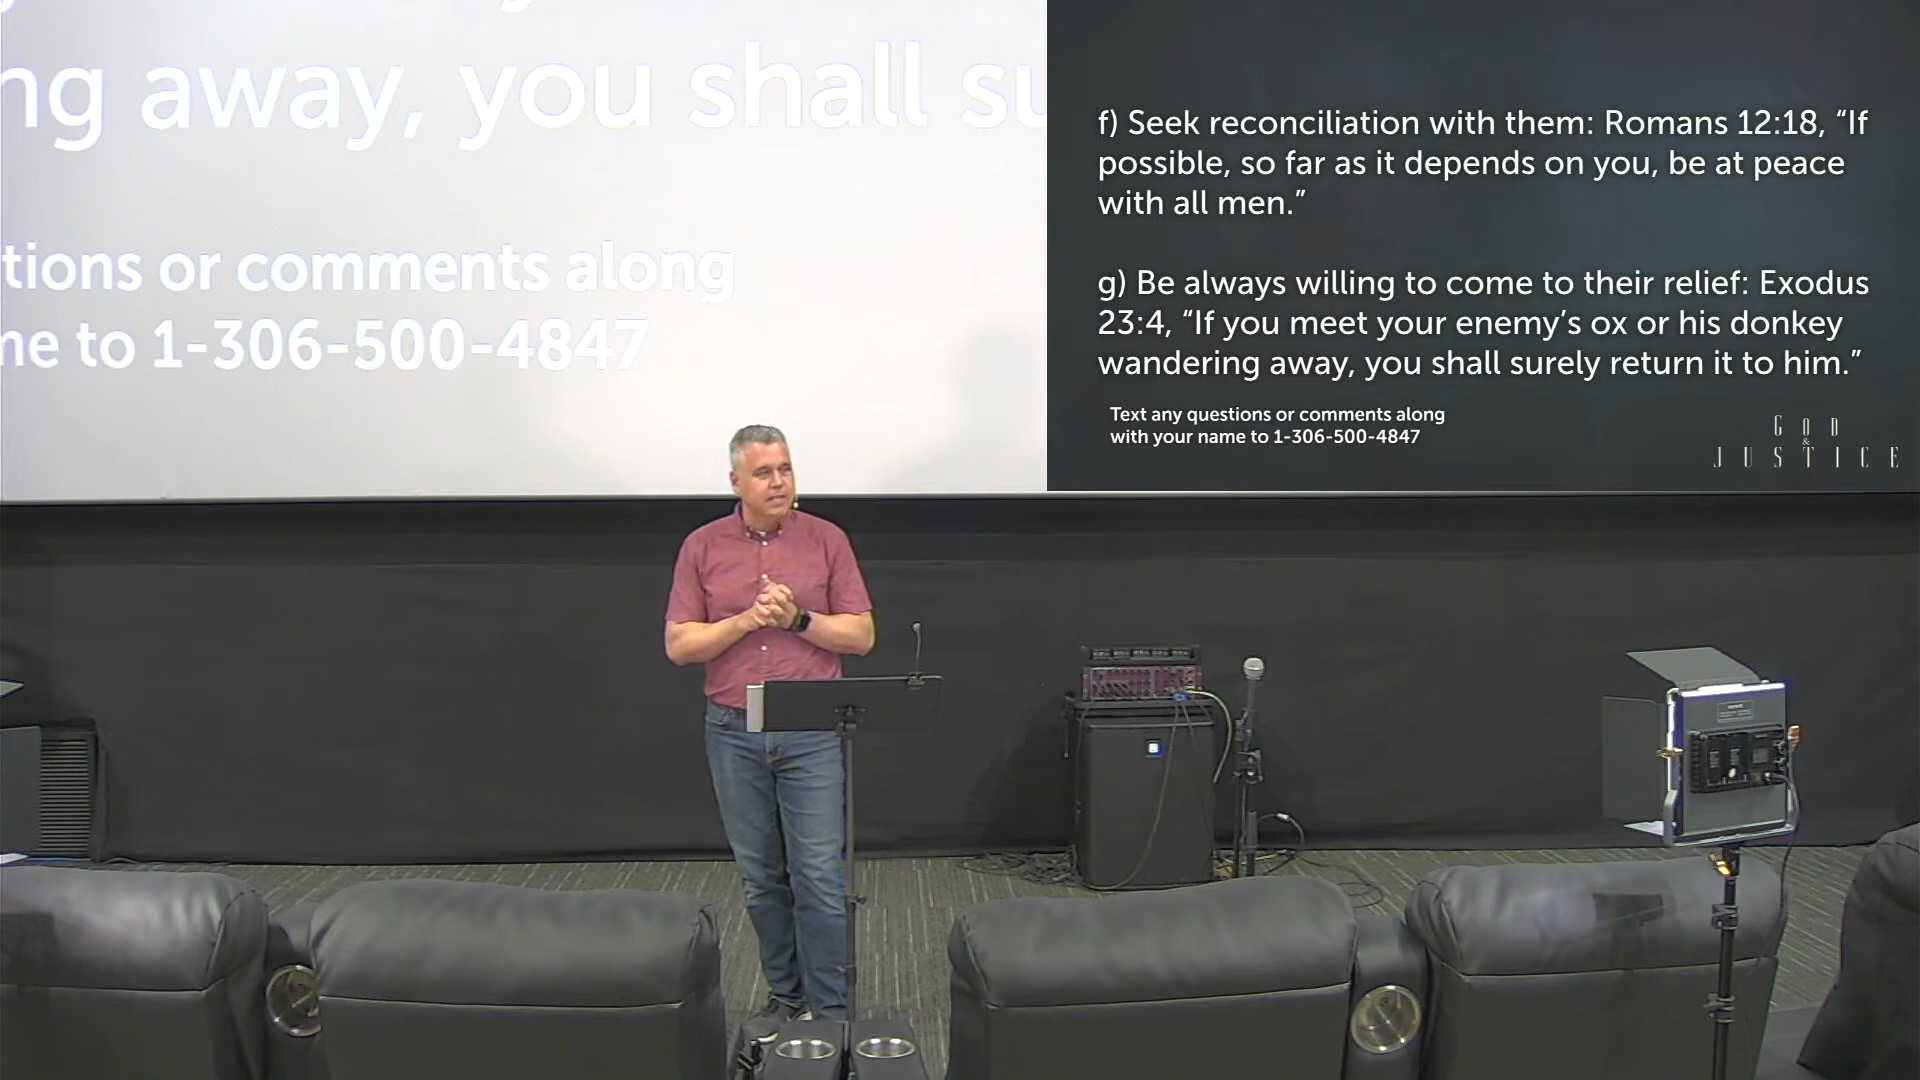 ng away, you shall su
tions or comments along
me to 1-306-500-4847
f) Seek reconciliation with them: Romans 12:18, “If
possible, so far as it depends on you, be at peace
with all men.”
g) Be always willing to come to their relief: Exodus
23:4, “If you meet your enemy’s ox or his donkey
wandering away, you shall surely return it to him.”
Text any questions or comments along
with your name to 1-306-500-4847
GOD
&
JUSTICE